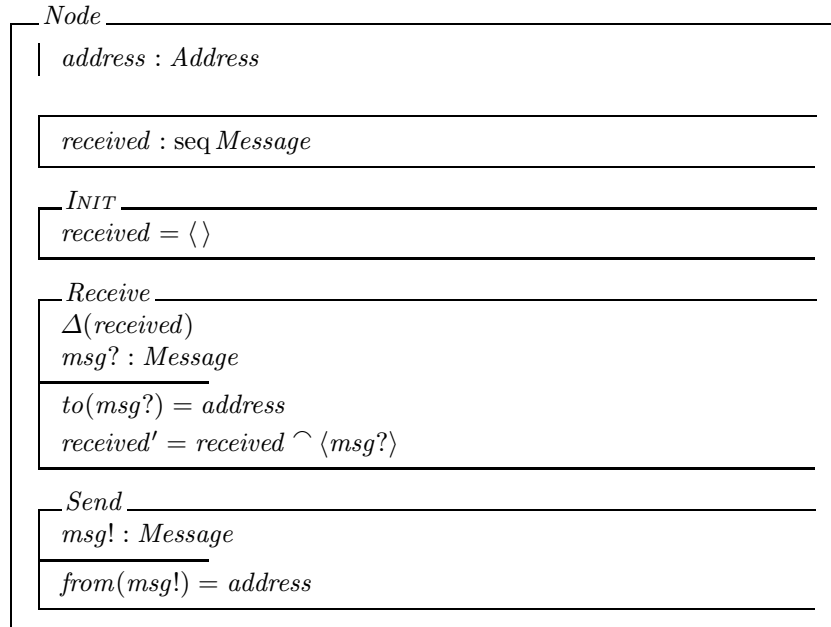 Node
address : Address
received : seq Message
INIT
received = ⟨ ⟩
Receive
Δ(received)
msg? : Message
to(msg?) = address
received′ = received ⌢ ⟨msg?⟩
Send
msg! : Message
from(msg!) = address